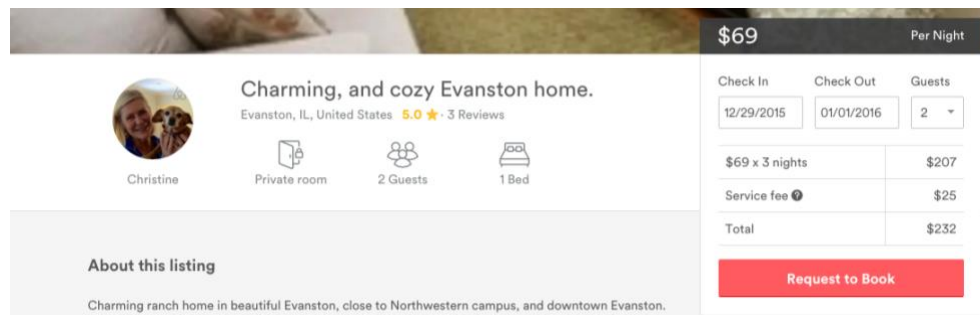 $69 Per Night
Charming, and cozy Evanston home.
Evanston, IL, United States 5.0 ★ · 3 Reviews
Christine
Private room
2 Guests
1 Bed
Check In Check Out Guests
12/29/2015 01/01/2016 2
$69 x 3 nights $207
Service fee ? $25
Total $232
Request to Book
About this listing
Charming ranch home in beautiful Evanston, close to Northwestern campus, and downtown Evanston.